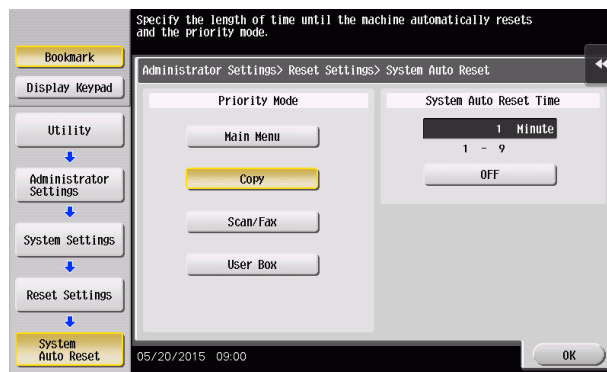 Specify the length of time until the machine automatically resets
and the priority mode.
Bookmark
Display Keypad
Utility
Administrator
Settings
System Settings
Reset Settings
System
Auto Reset
Administrator Settings> Reset Settings> System Auto Reset
Priority Mode
Main Menu
Copy
Scan/Fax
User Box
System Auto Reset Time
1 Minute
1 - 9
OFF
05/20/2015 09:00
OK